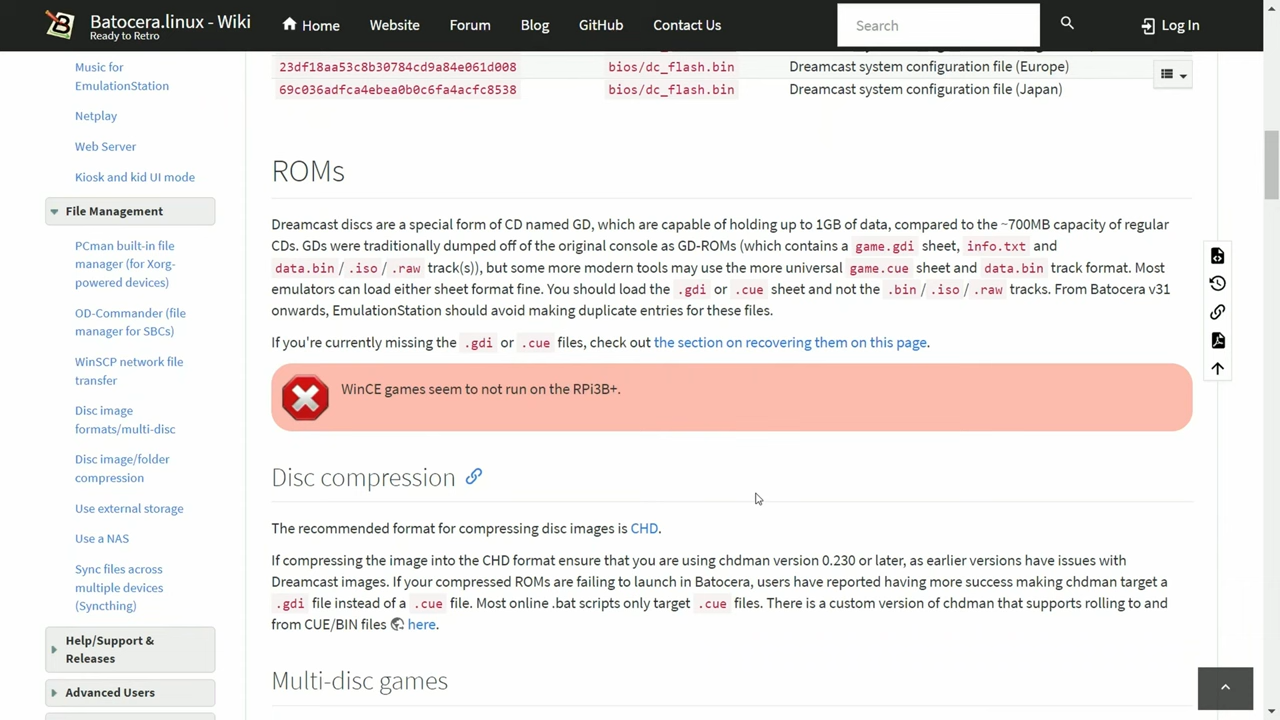 Batocera.linux - Wiki
Ready to Retro
Home
Website
Forum
Blog
GitHub
Contact Us
Search
Log In
Music for
EmulationStation
Netplay
Web Server
Kiosk and kid UI mode
File Management
PCman built-in file
manager (for Xorg-
powered devices)
OD-Commander (file
manager for SBCs)
WinSCP network file
transfer
Disc image
formats/multi-disc
Disc image/folder
compression
Use external storage
Use a NAS
Sync files across
multiple devices
(Syncthing)
Help/Support &
Releases
Advanced Users
23df18aa53c8b30784cd9a84e061d008 bios/dc_flash.bin Dreamcast system configuration file (Europe)
69c036adfca4ebea0b0c6fa4acfc8538 bios/dc_flash.bin Dreamcast system configuration file (Japan)
ROMs
Dreamcast discs are a special form of CD named GD, which are capable of holding up to 1GB of data, compared to the ~700MB capacity of regular
CDs. GDs were traditionally dumped off of the original console as GD-ROMs (which contains a game.gdi sheet, info.txt and
data.bin / .iso / .raw track(s)), but some more modern tools may use the more universal game.cue sheet and data.bin track format. Most
emulators can load either sheet format fine. You should load the .gdi or .cue sheet and not the .bin / .iso / .raw tracks. From Batocera v31
onwards, EmulationStation should avoid making duplicate entries for these files.
If you're currently missing the .gdi or .cue files, check out the section on recovering them on this page.
WinCE games seem to not run on the RPi3B+.
Disc compression
The recommended format for compressing disc images is CHD.
If compressing the image into the CHD format ensure that you are using chdman version 0.230 or later, as earlier versions have issues with
Dreamcast images. If your compressed ROMs are failing to launch in Batocera, users have reported having more success making chdman target a
.gdi file instead of a .cue file. Most online .bat scripts only target .cue files. There is a custom version of chdman that supports rolling to and
from CUE/BIN files here.
Multi-disc games